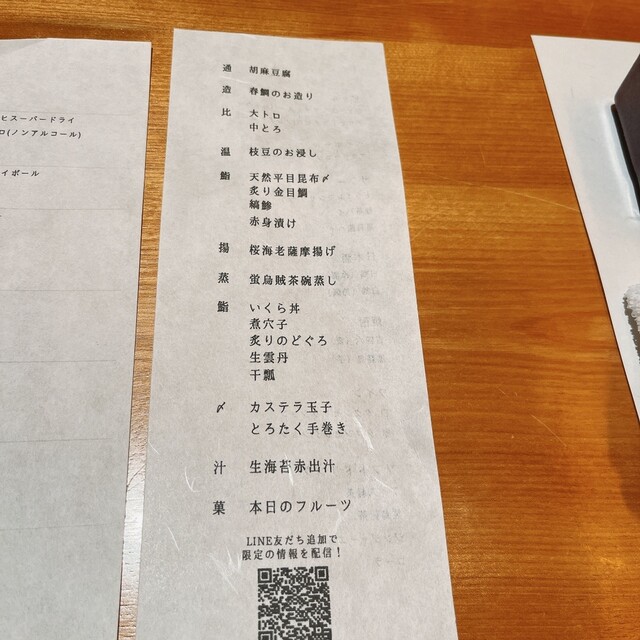 ヒスーパードライ
ロ(ノンアルコール)
イボール
通 胡麻豆腐
造 春鯛のお造り
比 大トロ
中とろ
温 枝豆のお浸し
鮨 天然平目昆布〆
炙り金目鯛
縞鯵
赤身漬け
揚 桜海老薩摩揚げ
蒸 蛍烏賊茶碗蒸し
鮨 いくら丼
煮穴子
炙りのどぐろ
生雲丹
干瓢
〆 カステラ玉子
とろたく手巻き
汁 生海苔赤出汁
菓 本日のフルーツ
LINE友だち追加で
限定の情報を配信!